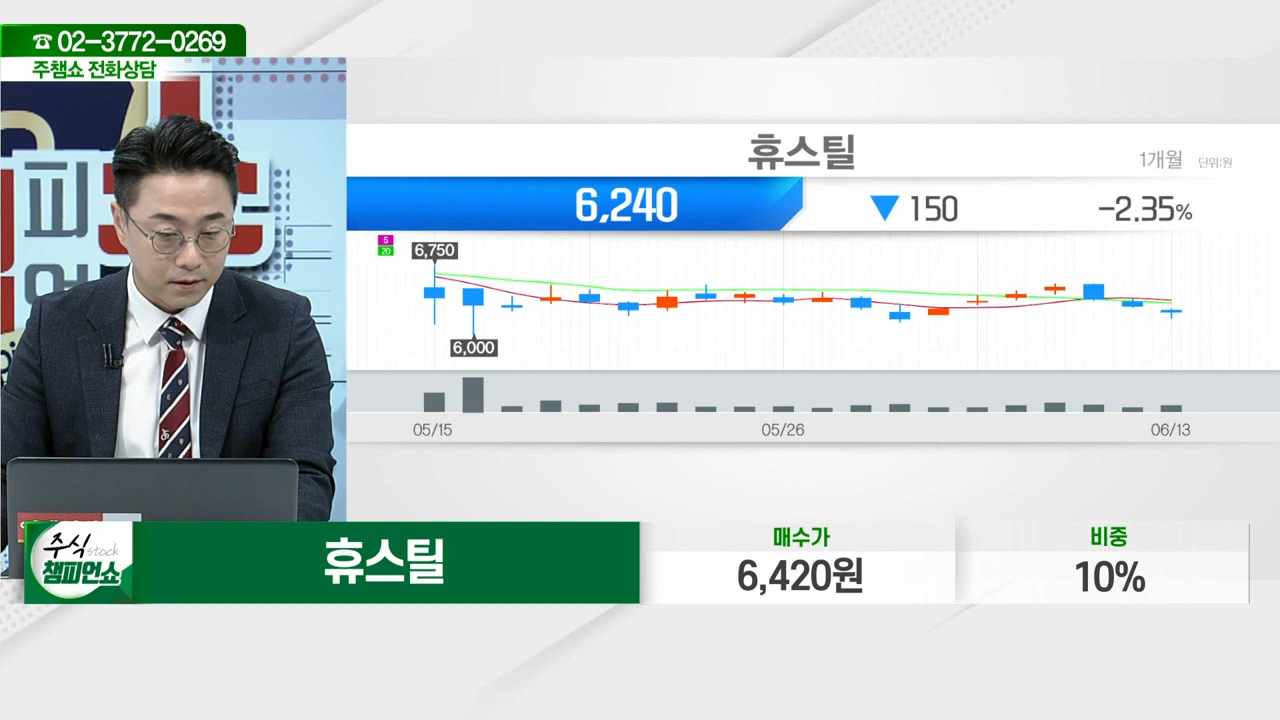 ☎ 02-3772-0269
주챔쇼 전화상담
피
휴스틸
1개월 단위:원
6,240 ▼ 150 -2.35%
5
20
6,750
6,000
05/15 05/26 06/13
주식 stock
챔피언쇼
휴스틸
매수가
6,420원
비중
10%